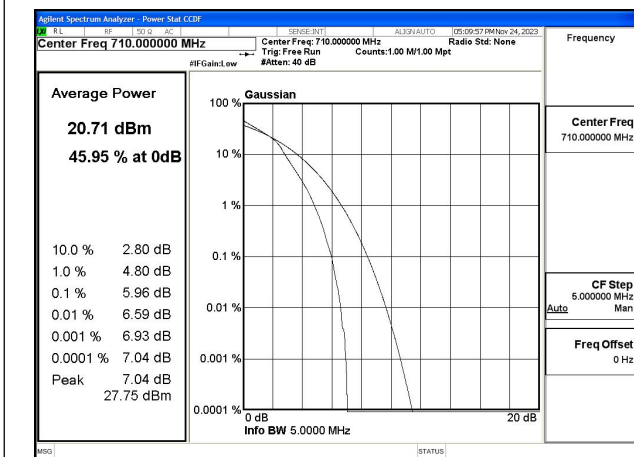 Agilent Spectrum Analyzer - Power Stat CCDF
LXI RL RF 50 Ω AC SENSE:INT ALIGN AUTO 05:09:57 PM Nov 24, 2023
Center Freq 710.000000 MHz
Center Freq: 710.000000 MHz Radio Std: None
Trig: Free Run Counts:1.00 M/1.00 Mpt
#IFGain:Low #Atten: 40 dB
Frequency
Average Power
20.71 dBm
45.95 % at 0dB
10.0 % 2.80 dB
1.0 % 4.80 dB
0.1 % 5.96 dB
0.01 % 6.59 dB
0.001 % 6.93 dB
0.0001 % 7.04 dB
Peak 7.04 dB
27.75 dBm
Gaussian
100 %
10 %
1 %
0.1 %
0.01 %
0.001 %
0.0001 %
0 dB 20 dB
Info BW 5.0000 MHz
Center Freq
710.000000 MHz
CF Step
5.000000 MHz
Auto Man
Freq Offset
0 Hz
MSG STATUS